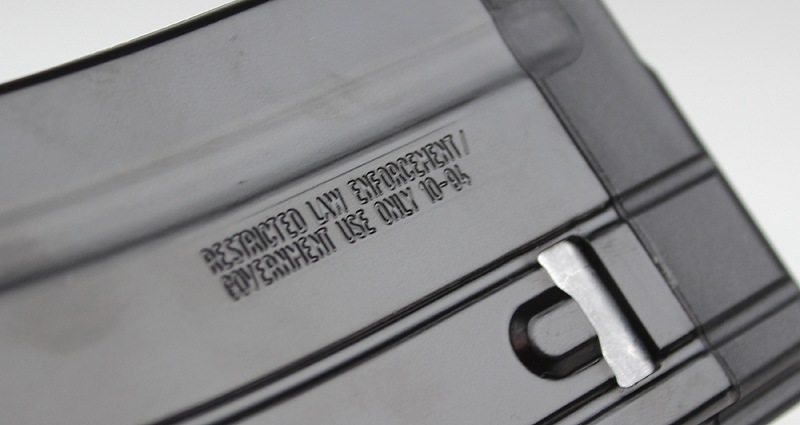 RESTRICTED LAW ENFORCEMENT/
GOVERNMENT USE ONLY 10-94